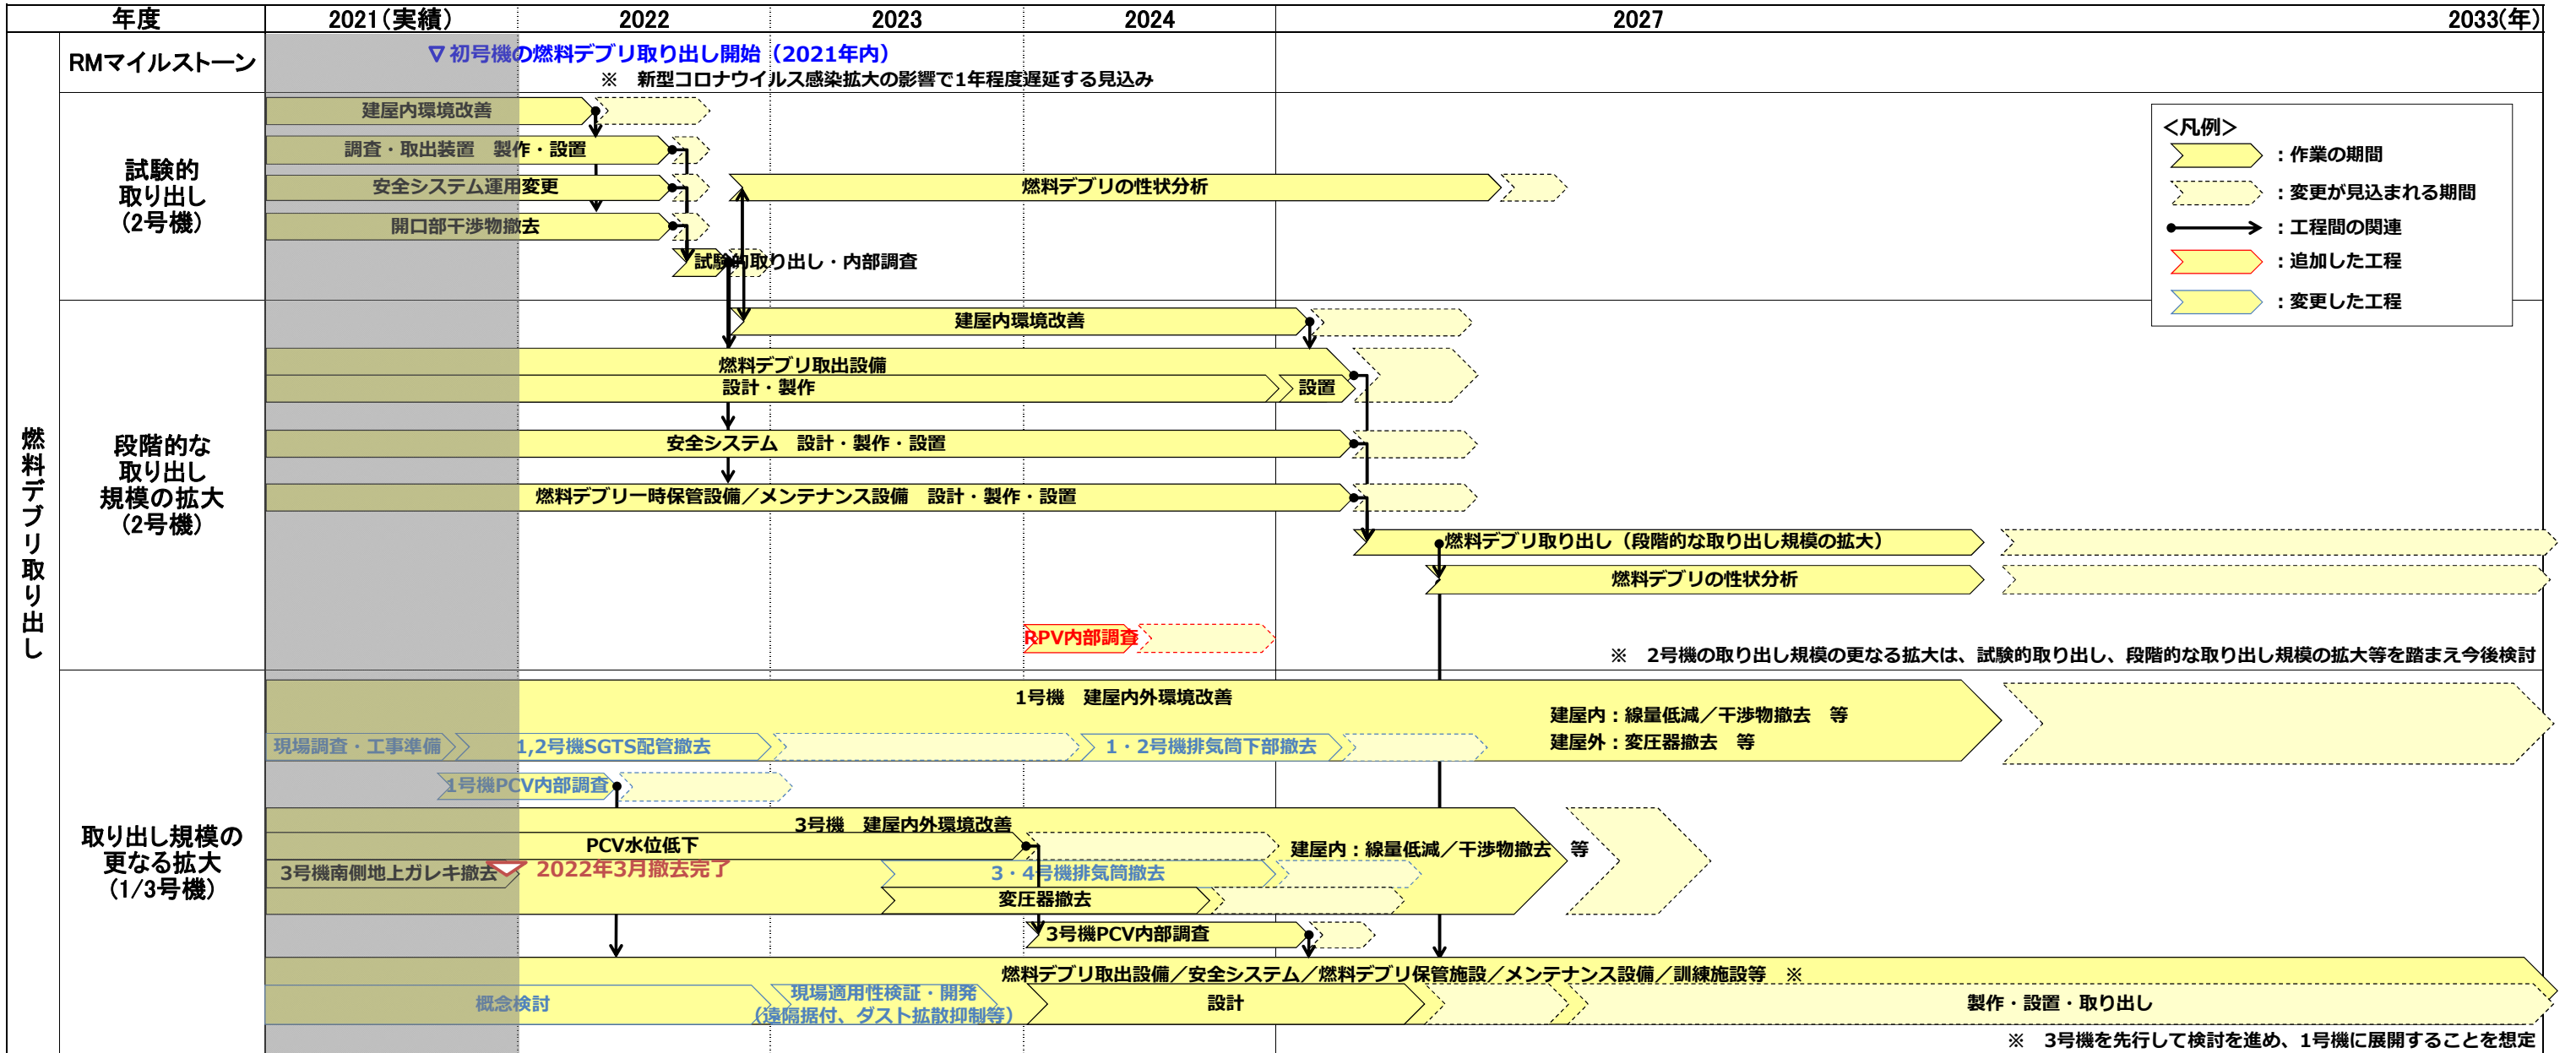 年度
2021(実績)
2022
2023
2024
2027
2033(年)
燃料デブリ取り出し
RMマイルストーン
▽初号機の燃料デブリ取り出し開始（2021年内）
※　新型コロナウイルス感染拡大の影響で1年程度遅延する見込み
試験的
取り出し
(2号機)
建屋内環境改善
調査・取出装置　製作・設置
安全システム運用変更
燃料デブリの性状分析
開口部干渉物撤去
試験的取り出し・内部調査
<凡例>
：作業の期間
：変更が見込まれる期間
：工程間の関連
：追加した工程
：変更した工程
段階的な
取り出し
規模の拡大
(2号機)
建屋内環境改善
燃料デブリ取出設備
設計・製作
設置
安全システム　設計・製作・設置
燃料デブリ一時保管設備／メンテナンス設備　設計・製作・設置
燃料デブリ取り出し（段階的な取り出し規模の拡大）
燃料デブリの性状分析
RPV内部調査
※　2号機の取り出し規模の更なる拡大は、試験的取り出し、段階的な取り出し規模の拡大等を踏まえ今後検討
取り出し規模の
更なる拡大
(1/3号機)
1号機　建屋内外環境改善
建屋内：線量低減／干渉物撤去　等
建屋外：変圧器撤去　等
現場調査・工事準備
1,2号機SGTS配管撤去
1・2号機排気筒下部撤去
1号機PCV内部調査
3号機　建屋内外環境改善
PCV水位低下
建屋内：線量低減／干渉物撤去　等
3号機南側地上ガレキ撤去
2022年3月撤去完了
3・4号機排気筒撤去
変圧器撤去
3号機PCV内部調査
燃料デブリ取出設備／安全システム／燃料デブリ保管施設／メンテナンス設備／訓練施設等　※
概念検討
現場適用性検証・開発
(遠隔据付、ダスト拡散抑制等)
設計
製作・設置・取り出し
※　3号機を先行して検討を進め、1号機に展開することを想定